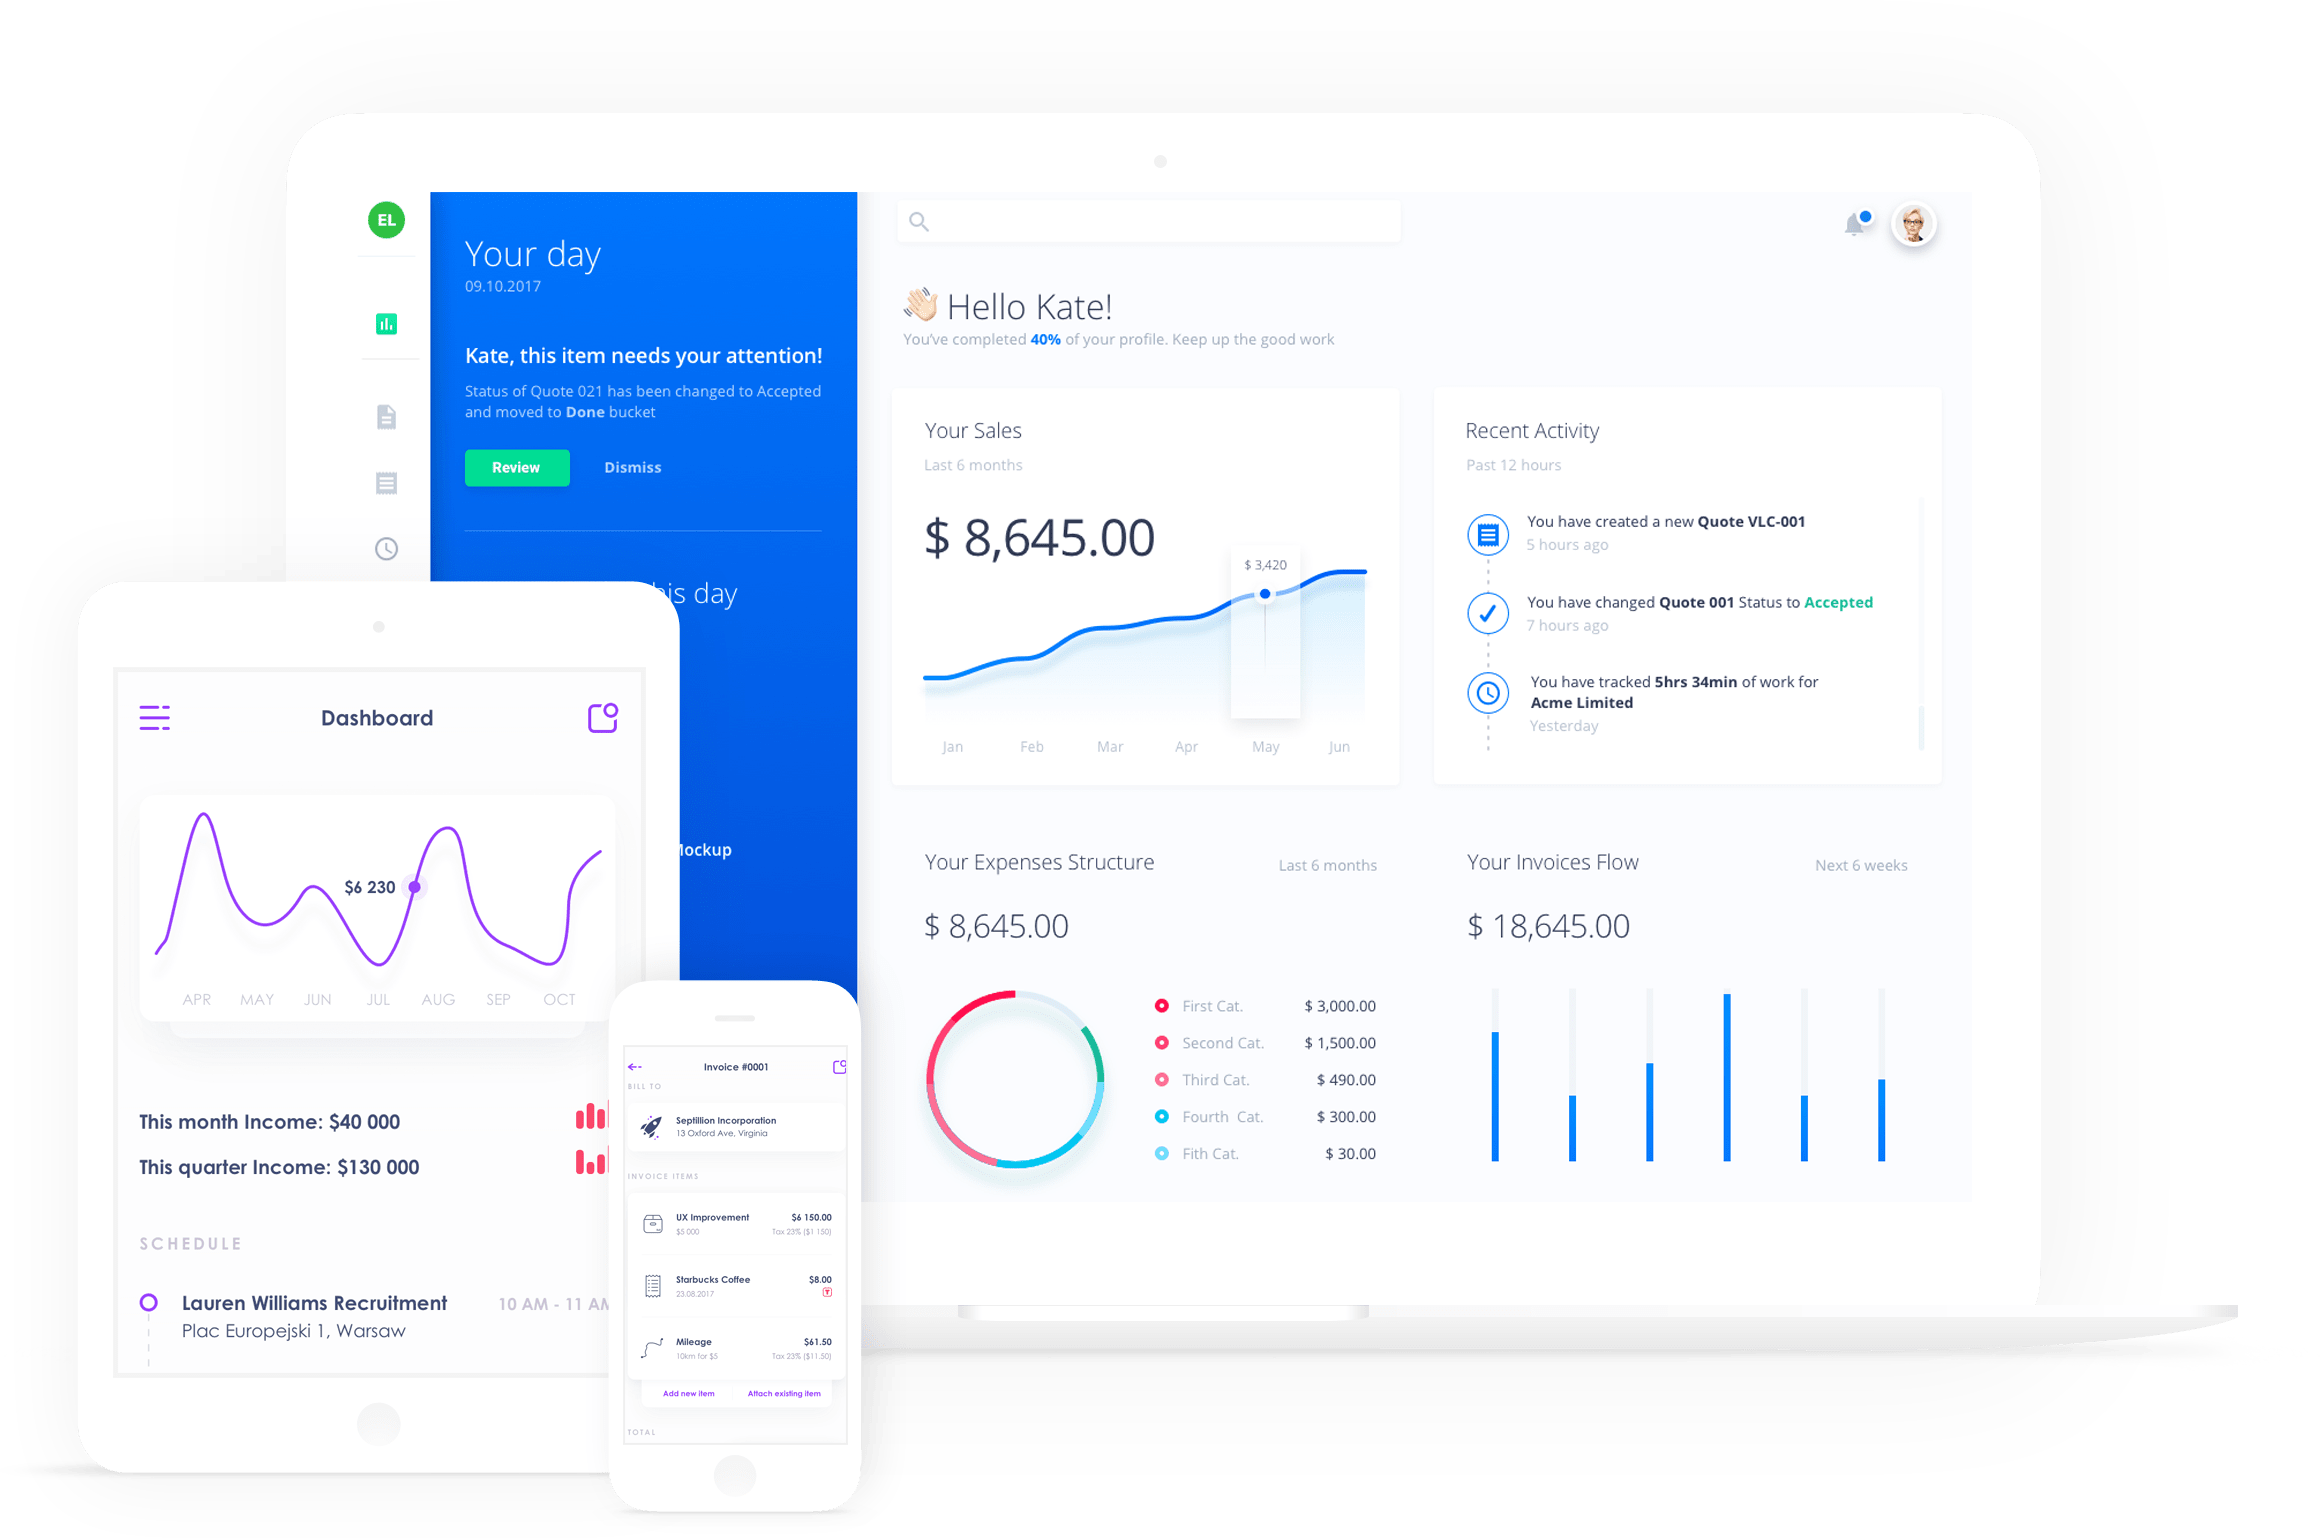 EL
Your day
09.10.2017
Kate, this item needs your attention!
Status of Quote 021 has been changed to Accepted
and moved to Done bucket
Review
Dismiss
his day
Mockup
Hello Kate!
You've completed 40% of your profile. Keep up the good work
Your Sales
Last 6 months
$ 8,645.00
$ 3,420
Jan Feb Mar Apr May Jun
Recent Activity
Past 12 hours
You have created a new Quote VLC-001
5 hours ago
You have changed Quote 001 Status to Accepted
7 hours ago
You have tracked 5hrs 34min of work for
Acme Limited
Yesterday
Your Expenses Structure
Last 6 months
$ 8,645.00
First Cat. $ 3,000.00
Second Cat. $ 1,500.00
Third Cat. $ 490.00
Fourth Cat. $ 300.00
Fith Cat. $ 30.00
Your Invoices Flow
Next 6 weeks
$ 18,645.00
Dashboard
$6 230
APR MAY JUN JUL AUG SEP OCT
This month Income: $40 000
This quarter Income: $130 000
SCHEDULE
Lauren Williams Recruitment
10 AM - 11 AM
Plac Europejski 1, Warsaw
Invoice #0001
BILL TO
Septillion Incorporation
13 Oxford Ave, Virginia
INVOICE ITEMS
UX Improvement $6 150.00
$5 000 Tax 23% ($1 150)
Starbucks Coffee $8.00
23.08.2017
Mileage $61.50
10km for $5 Tax 23% ($11.50)
Add new item
Attach existing item
TOTAL